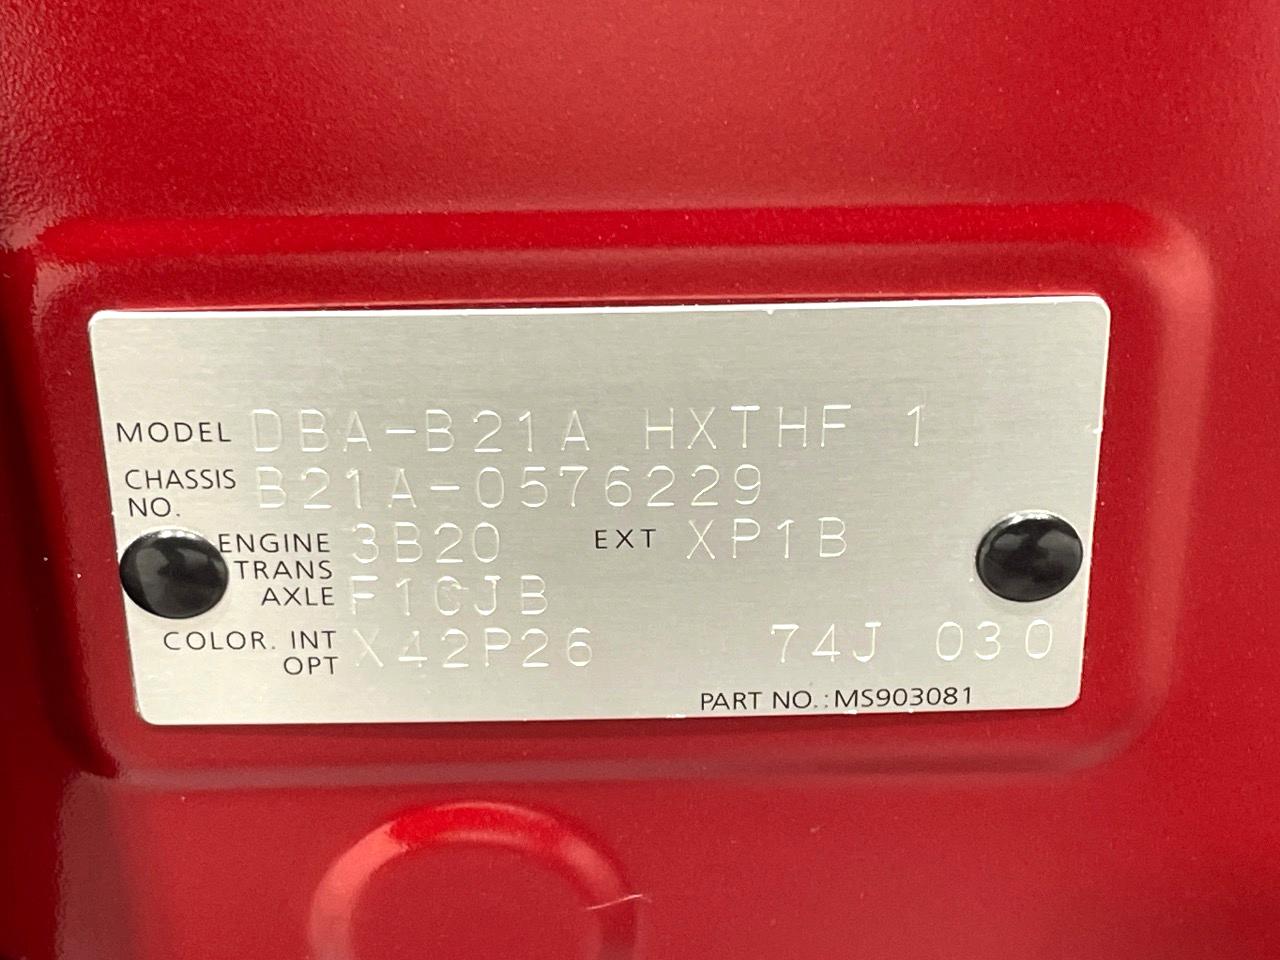 MODEL DBA-B21A HXTHF 1
CHASSIS NO. B21A-0576229
ENGINE 3B20 EXT XP1B
TRANS AXLE F1CJB
COLOR. INT OPT X42P26 74J 030
PART NO.:MS903081